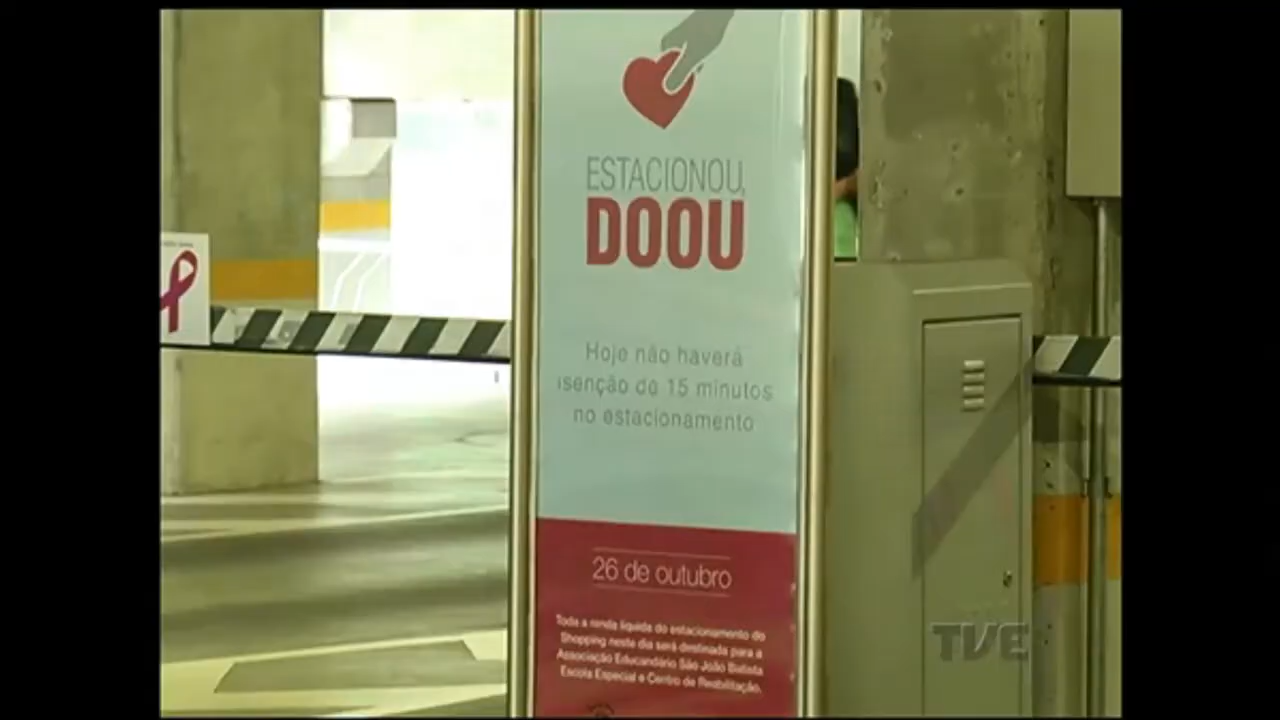 ESTACIONOU,
DOOU
Hoje não haverá
isenção de 15 minutos
no estacionamento
26 de outubro
Toda a renda líquida do estacionamento do
Shopping neste dia será destinada para a
Associação Educandário São João Batista
Escola Especial e Centro de Reabilitação.
TVE